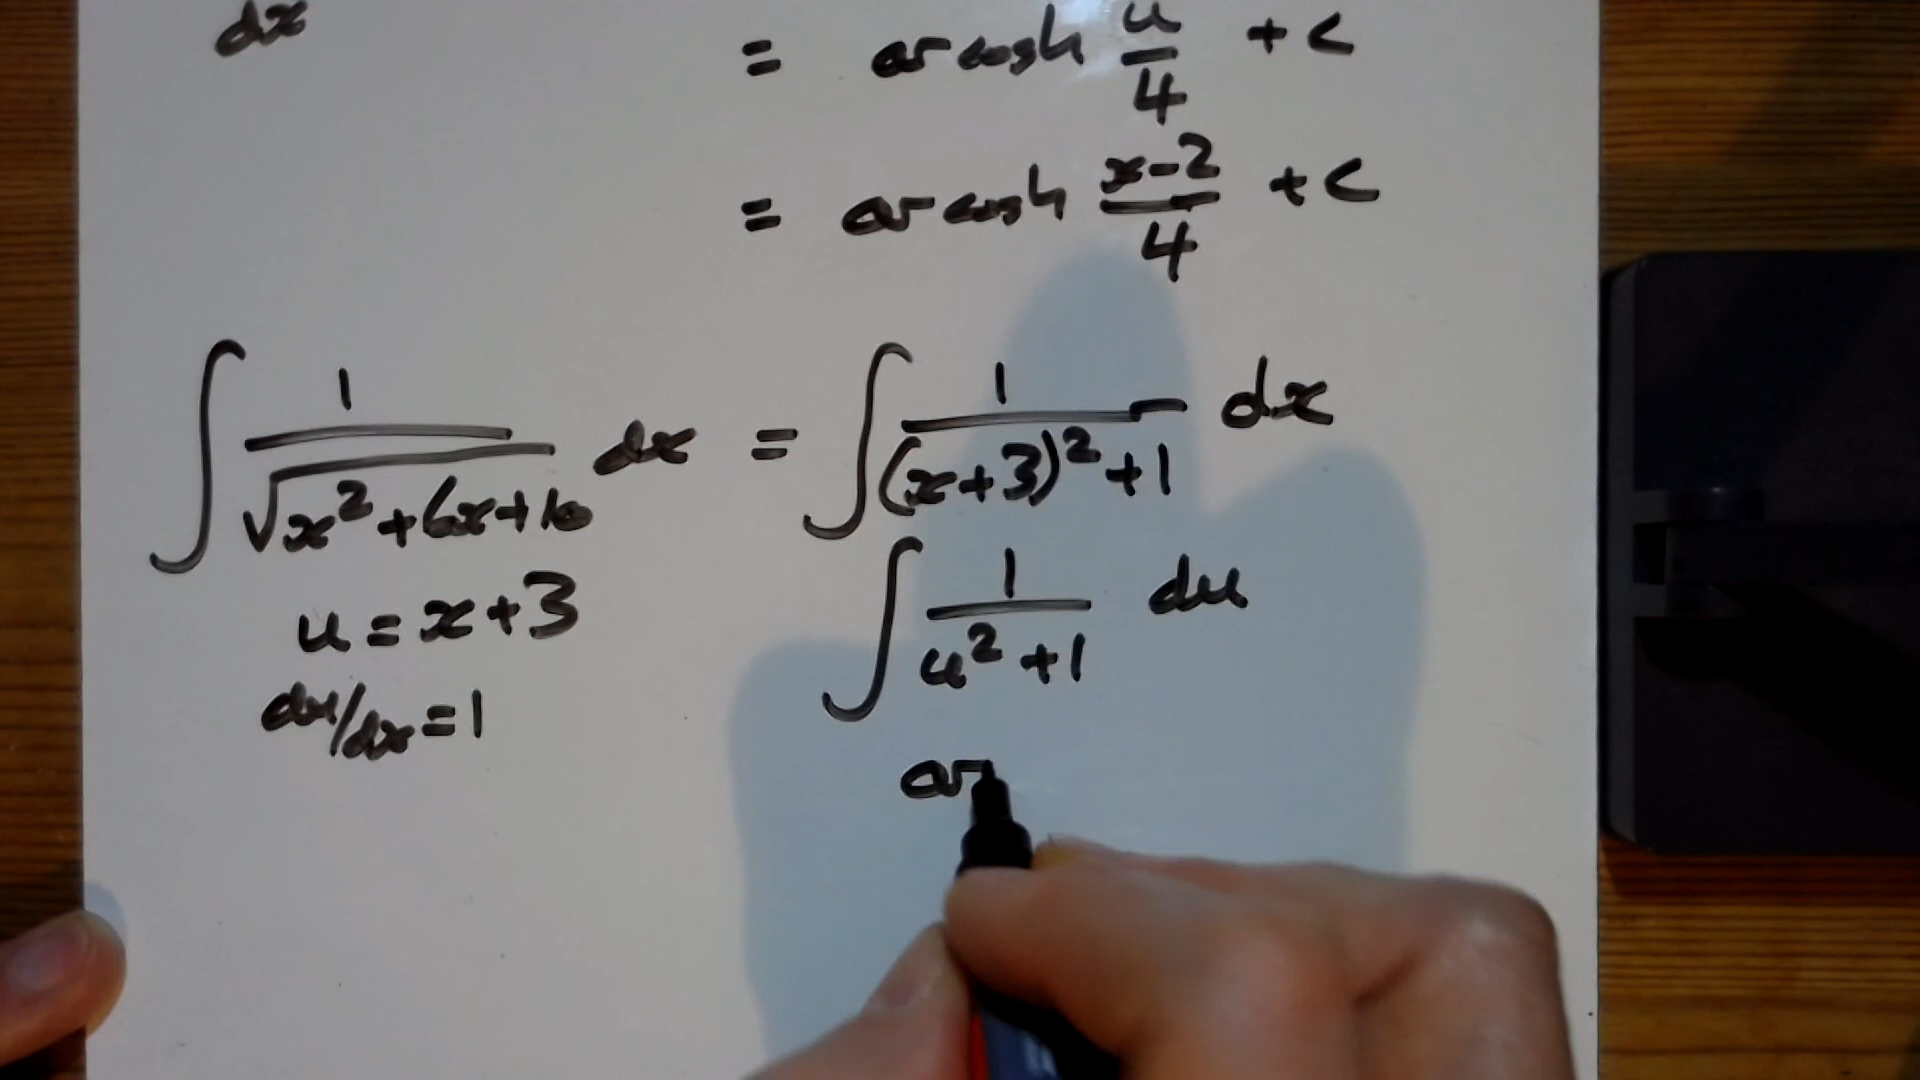 dx
= arcosh u/4 + c
= arcosh (x-2)/4 + c
∫ 1/√(x² + 6x + 10) dx = ∫ 1/((x+3)² + 1) dx
u = x+3
∫ 1/(u² + 1) du
du/dx = 1
ar